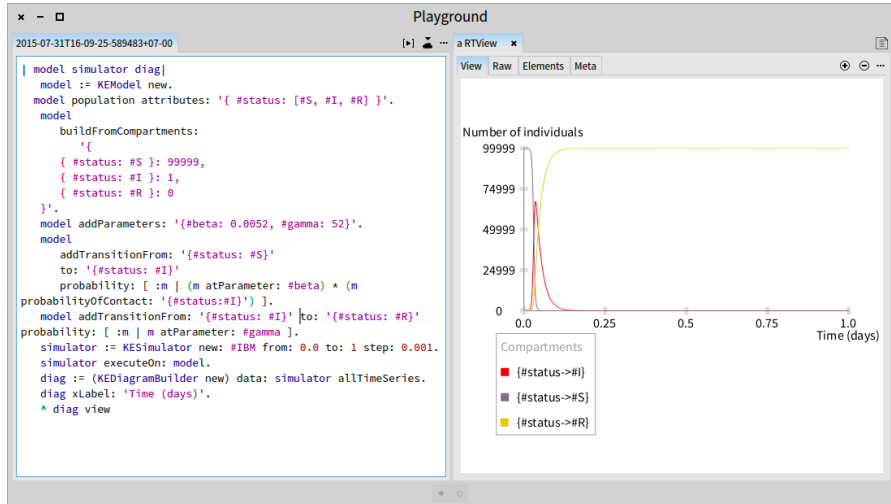 Playground
2015-07-31T16-09-25-589483+07-00
| model simulator diag|
model := KEModel new.
model population attributes: '{ #status: [#S, #I, #R] }'.
model
buildFromCompartments:
'{
{ #status: #S }: 99999,
{ #status: #I }: 1,
{ #status: #R }: 0
}'.
model addParameters: '{#beta: 0.0052, #gamma: 52}'.
model
addTransitionFrom: '{#status: #S}'
to: '{#status: #I}'
probability: [ :m | (m atParameter: #beta) * (m
probabilityOfContact: '{#status:#I}') ].
model addTransitionFrom: '{#status: #I}' to: '{#status: #R}'
probability: [ :m | m atParameter: #gamma ].
simulator := KESimulator new: #IBM from: 0.0 to: 1 step: 0.001.
simulator executeOn: model.
diag := (KEDiagramBuilder new) data: simulator allTimeSeries.
diag xLabel: 'Time (days)'.
^ diag view
a RTView
View Raw Elements Meta
Number of individuals
99999
74999
49999
24999
0
0.0 0.25 0.5 0.75 1.0
Time (days)
Compartments
{#status->#I}
{#status->#S}
{#status->#R}